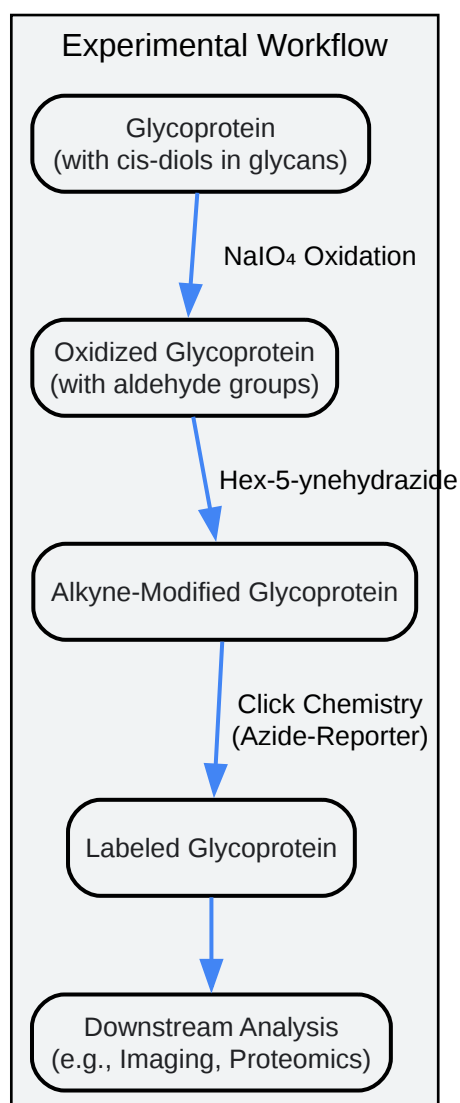 Experimental Workflow
Glycoprotein
(with cis-diols in glycans)
NaIO₄ Oxidation
Oxidized Glycoprotein
(with aldehyde groups)
Hex-5-ynehydrazide
Alkyne-Modified Glycoprotein
Click Chemistry
(Azide-Reporter)
Labeled Glycoprotein
Downstream Analysis
(e.g., Imaging, Proteomics)